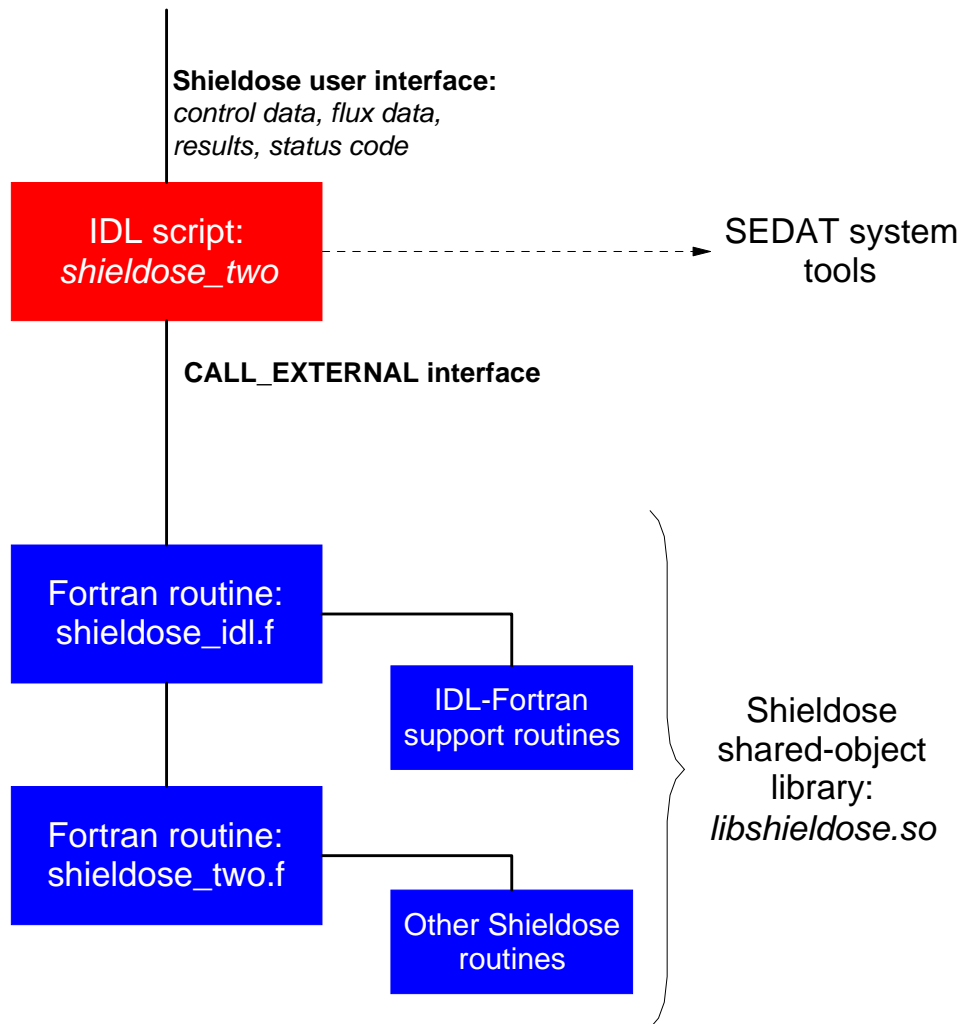 Shieldose user interface:
control data, flux data,
results, status code
IDL script:
shieldose_two
SEDAT system
tools
CALL_EXTERNAL interface
Fortran routine:
shieldose_idl.f
IDL-Fortran
support routines
Shieldose
shared-object
library:
libshieldose.so
Fortran routine:
shieldose_two.f
Other Shieldose
routines